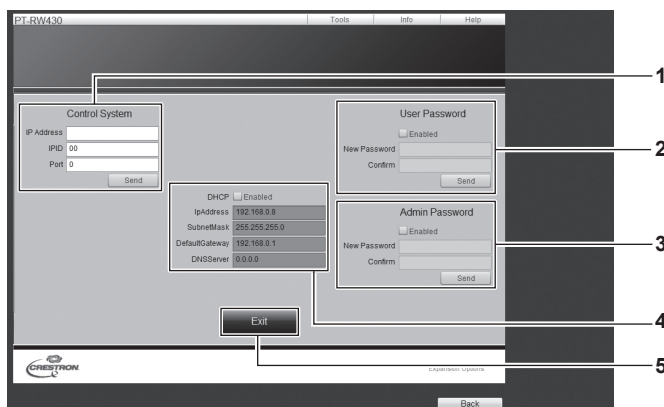 PT-RW430
Tools Info Help
1
Control System
IP Address
IPID 00
Port 0
Send
User Password
Enabled
New Password
Confirm
Send
2
DHCP Enabled
IpAddress 192.168.0.8
SubnetMask 255.255.255.0
DefaultGateway 192.168.0.1
DNSServer 0.0.0.0
Admin Password
Enabled
New Password
Confirm
Send
3
4
Exit
5
CRESTRON
Expansion Options
Back